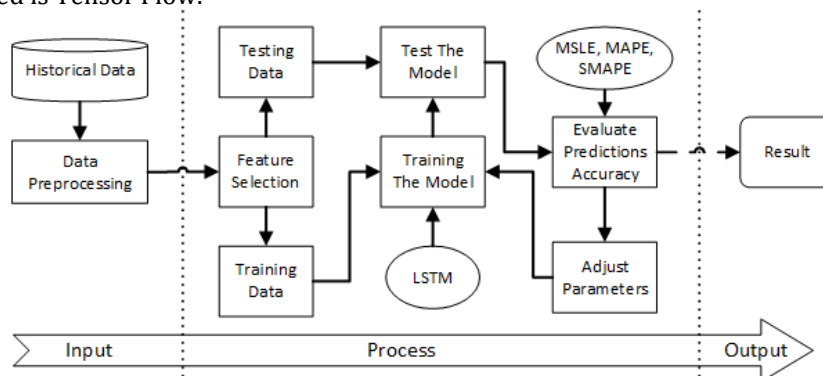 ed is Tensor Flow.
Historical Data
Data
Preprocessing
Testing
Data
Feature
Selection
Training
Data
Test The
Model
Training
The Model
LSTM
MSLE, MAPE,
SMAPE
Evaluate
Predictions
Accuracy
Adjust
Parameters
Result
Input
Process
Output